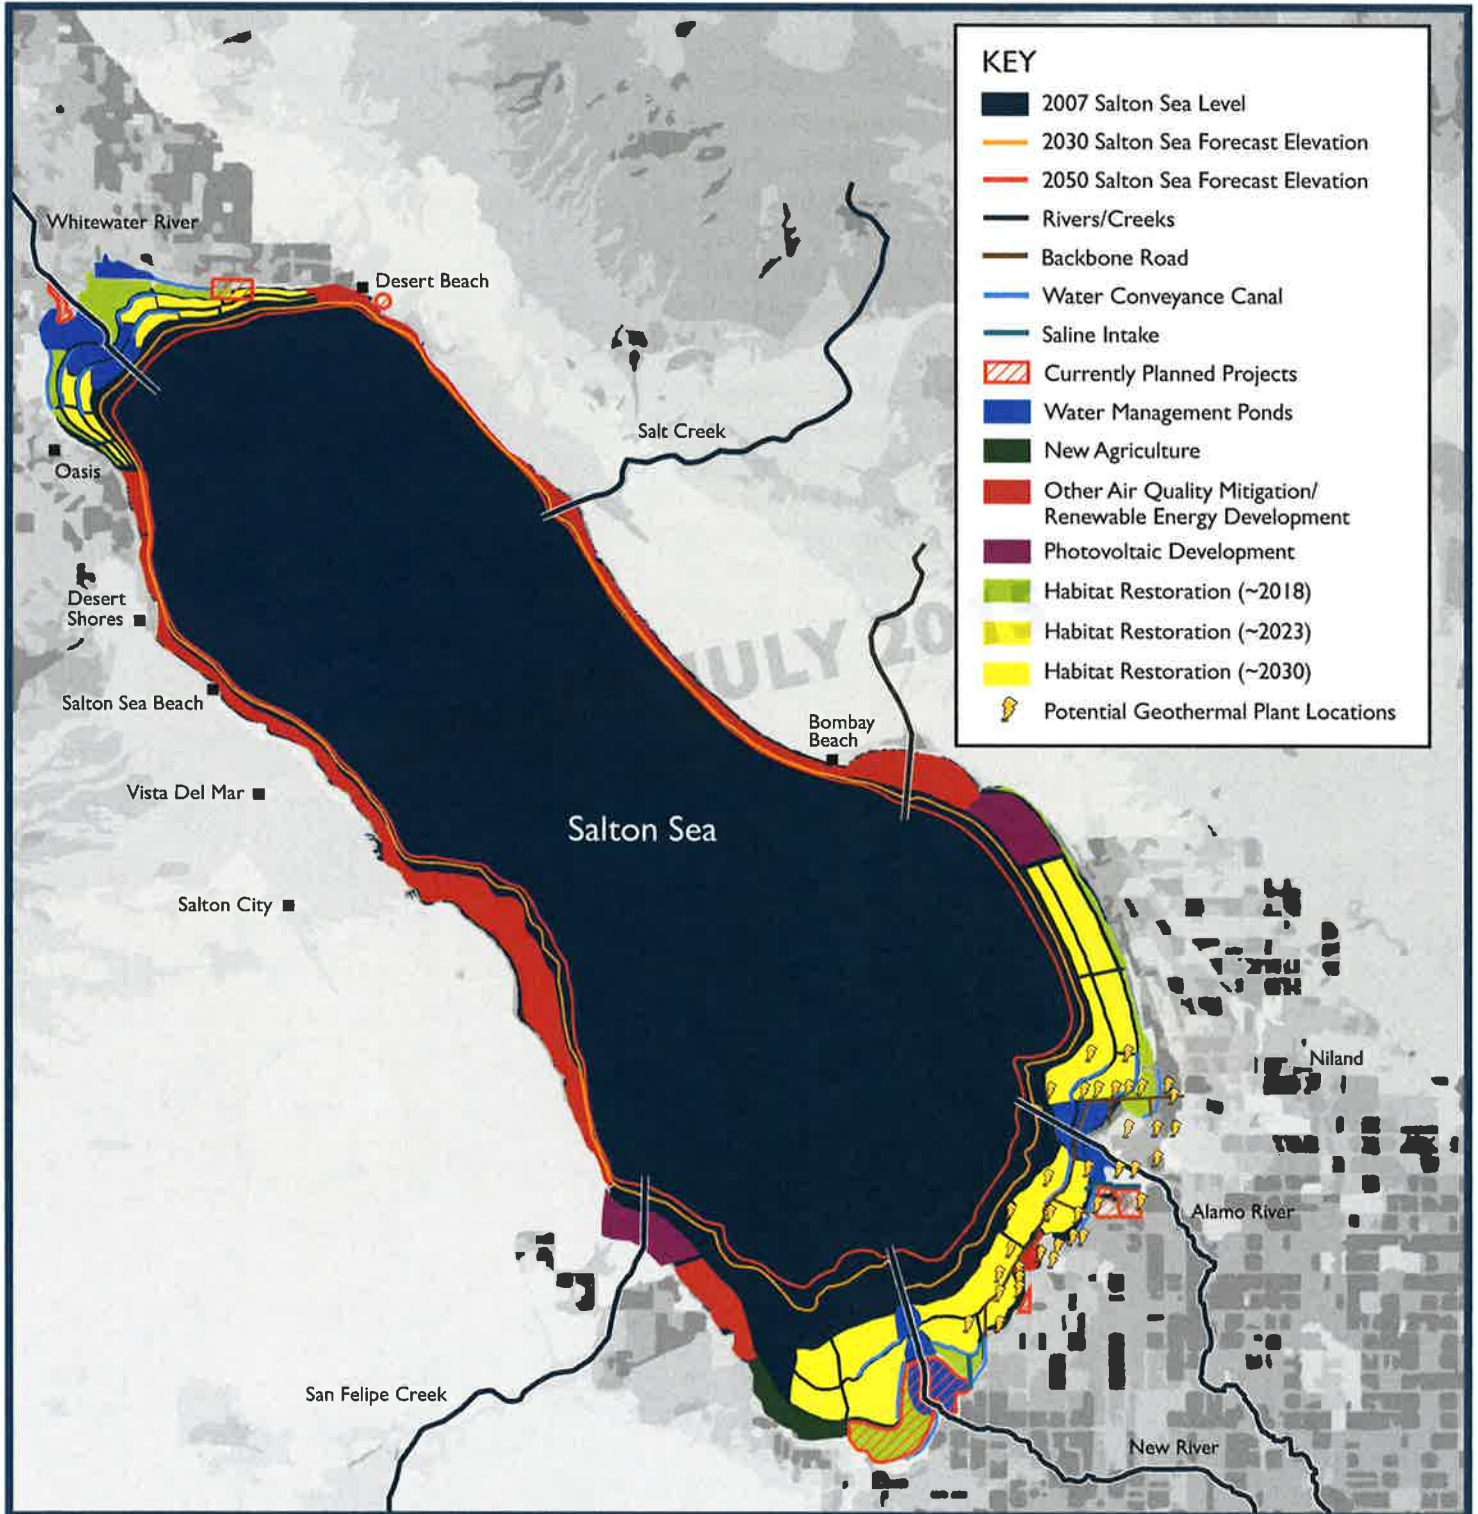 KEY
2007 Salton Sea Level
2030 Salton Sea Forecast Elevation
2050 Salton Sea Forecast Elevation
Rivers/Creeks
Backbone Road
Water Conveyance Canal
Saline Intake
Currently Planned Projects
Water Management Ponds
New Agriculture
Other Air Quality Mitigation/
Renewable Energy Development
Photovoltaic Development
Habitat Restoration (~2018)
Habitat Restoration (~2023)
Habitat Restoration (~2030)
Potential Geothermal Plant Locations
Whitewater River
Desert Beach
Salt Creek
Oasis
Desert
Shores
JULY 20
Salton Sea Beach
Bombay
Beach
Vista Del Mar
Salton Sea
Salton City
Niland
Alamo River
San Felipe Creek
New River